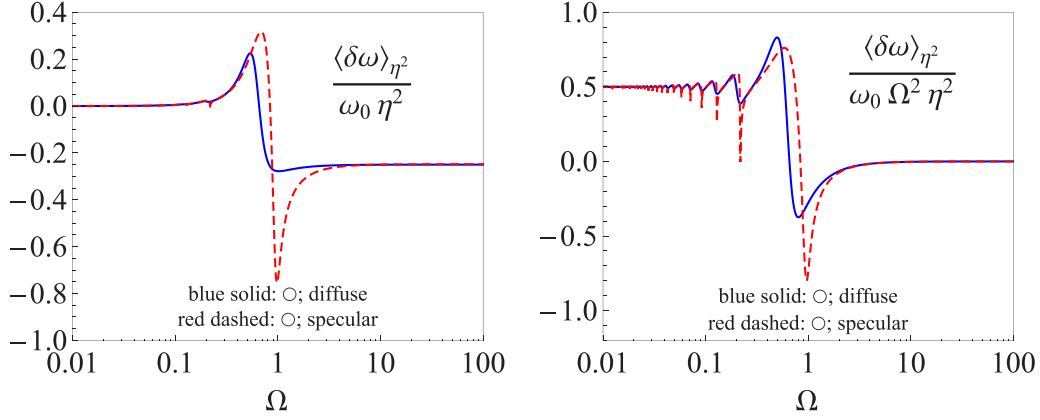 0.4
0.2
0.0
−0.2
−0.4
−0.6
−0.8
−1.0
⟨δω⟩η²
ω₀ η²
blue solid: ○; diffuse
red dashed: ○; specular
0.01 0.1 1 10 100
Ω
1.0
0.5
0.0
−0.5
−1.0
⟨δω⟩η²
ω₀ Ω² η²
blue solid: ○; diffuse
red dashed: ○; specular
0.01 0.1 1 10 100
Ω